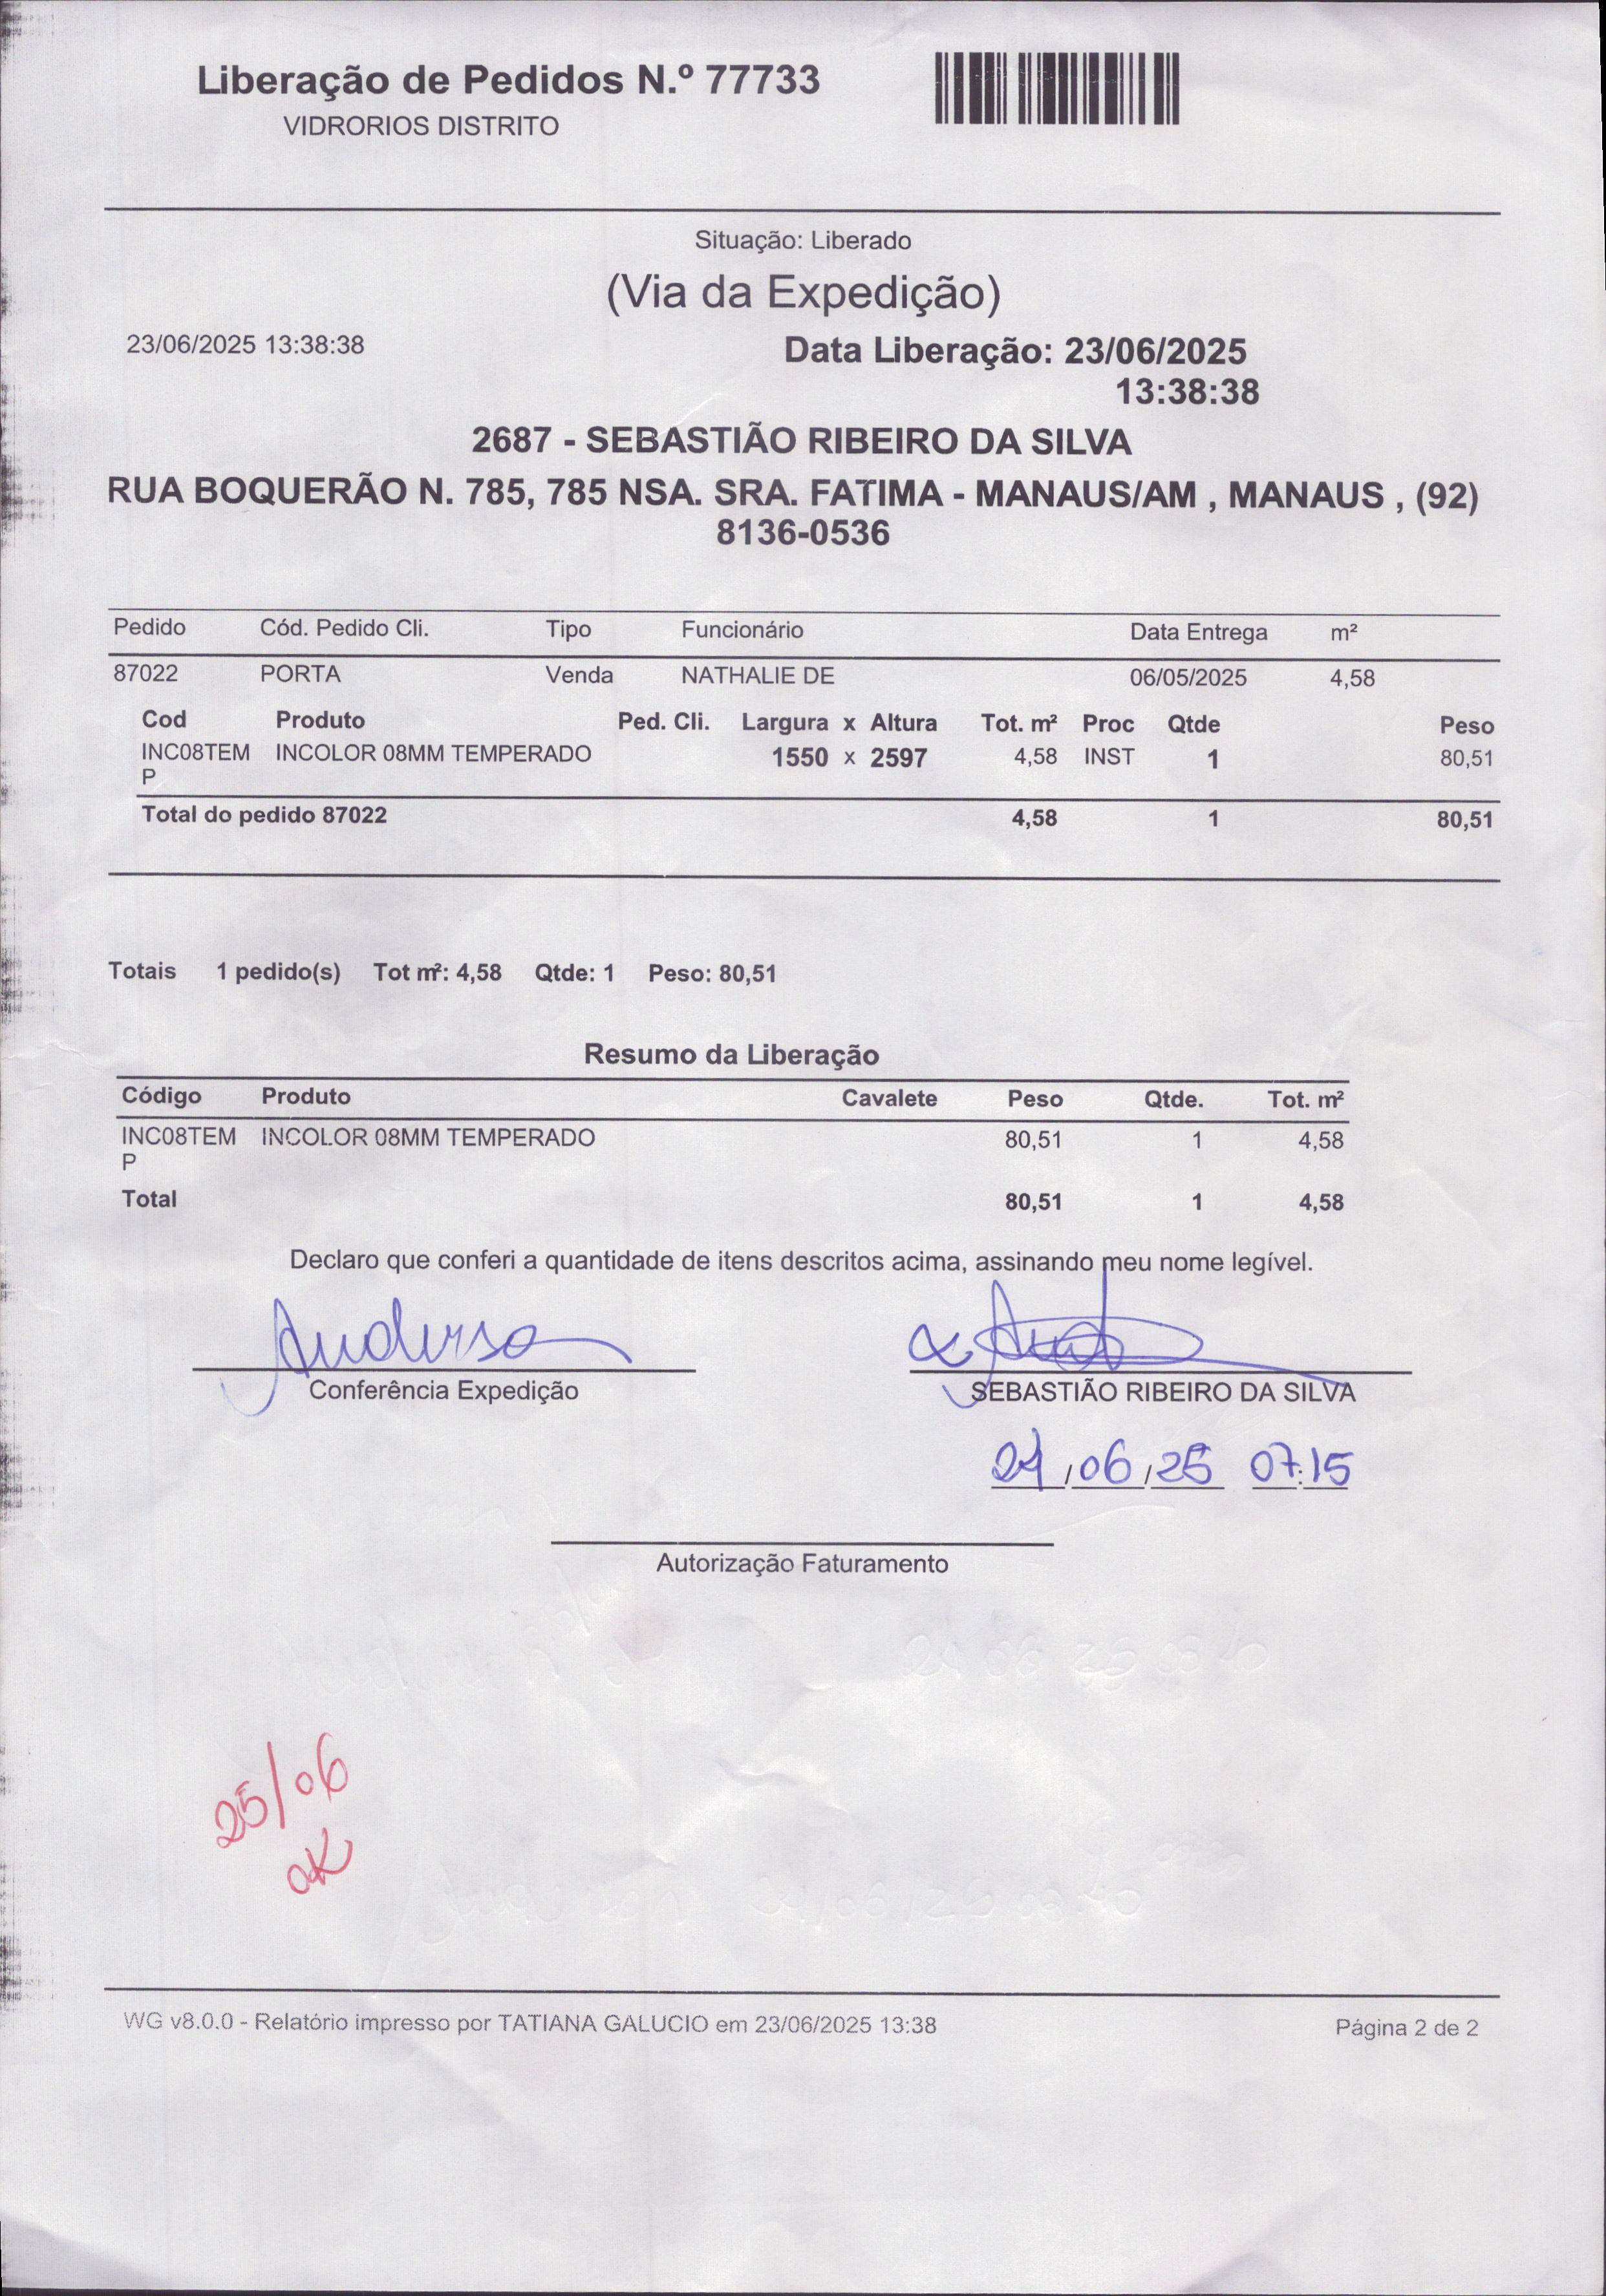 Liberação de Pedidos N.º 77733
VIDRORIOS DISTRITO
Situação: Liberado
(Via da Expedição)
23/06/2025 13:38:38 Data Liberação: 23/06/2025
13:38:38
2687 - SEBASTIÃO RIBEIRO DA SILVA
RUA BOQUERÃO N. 785, 785 NSA. SRA. FATIMA - MANAUS/AM , MANAUS , (92)
8136-0536
Pedido Cód. Pedido Cli. Tipo Funcionário Data Entrega m²
87022 PORTA Venda NATHALIE DE 06/05/2025 4,58
Cod Produto Ped. Cli. Largura x Altura Tot. m² Proc Qtde Peso
INC08TEM INCOLOR 08MM TEMPERADO 1550 x 2597 4,58 INST 1 80,51
P
Total do pedido 87022 4,58 1 80,51
Totais 1 pedido(s) Tot m²: 4,58 Qtde: 1 Peso: 80,51
Resumo da Liberação
Código Produto Cavalete Peso Qtde. Tot. m²
INC08TEM INCOLOR 08MM TEMPERADO 80,51 1 4,58
P
Total 80,51 1 4,58
Declaro que conferi a quantidade de itens descritos acima, assinando meu nome legível.
Anderson
Conferência Expedição SEBASTIÃO RIBEIRO DA SILVA
/06/25 07:15
Autorização Faturamento
25/06
OK
WG v8.0.0 - Relatório impresso por TATIANA GALUCIO em 23/06/2025 13:38 Página 2 de 2